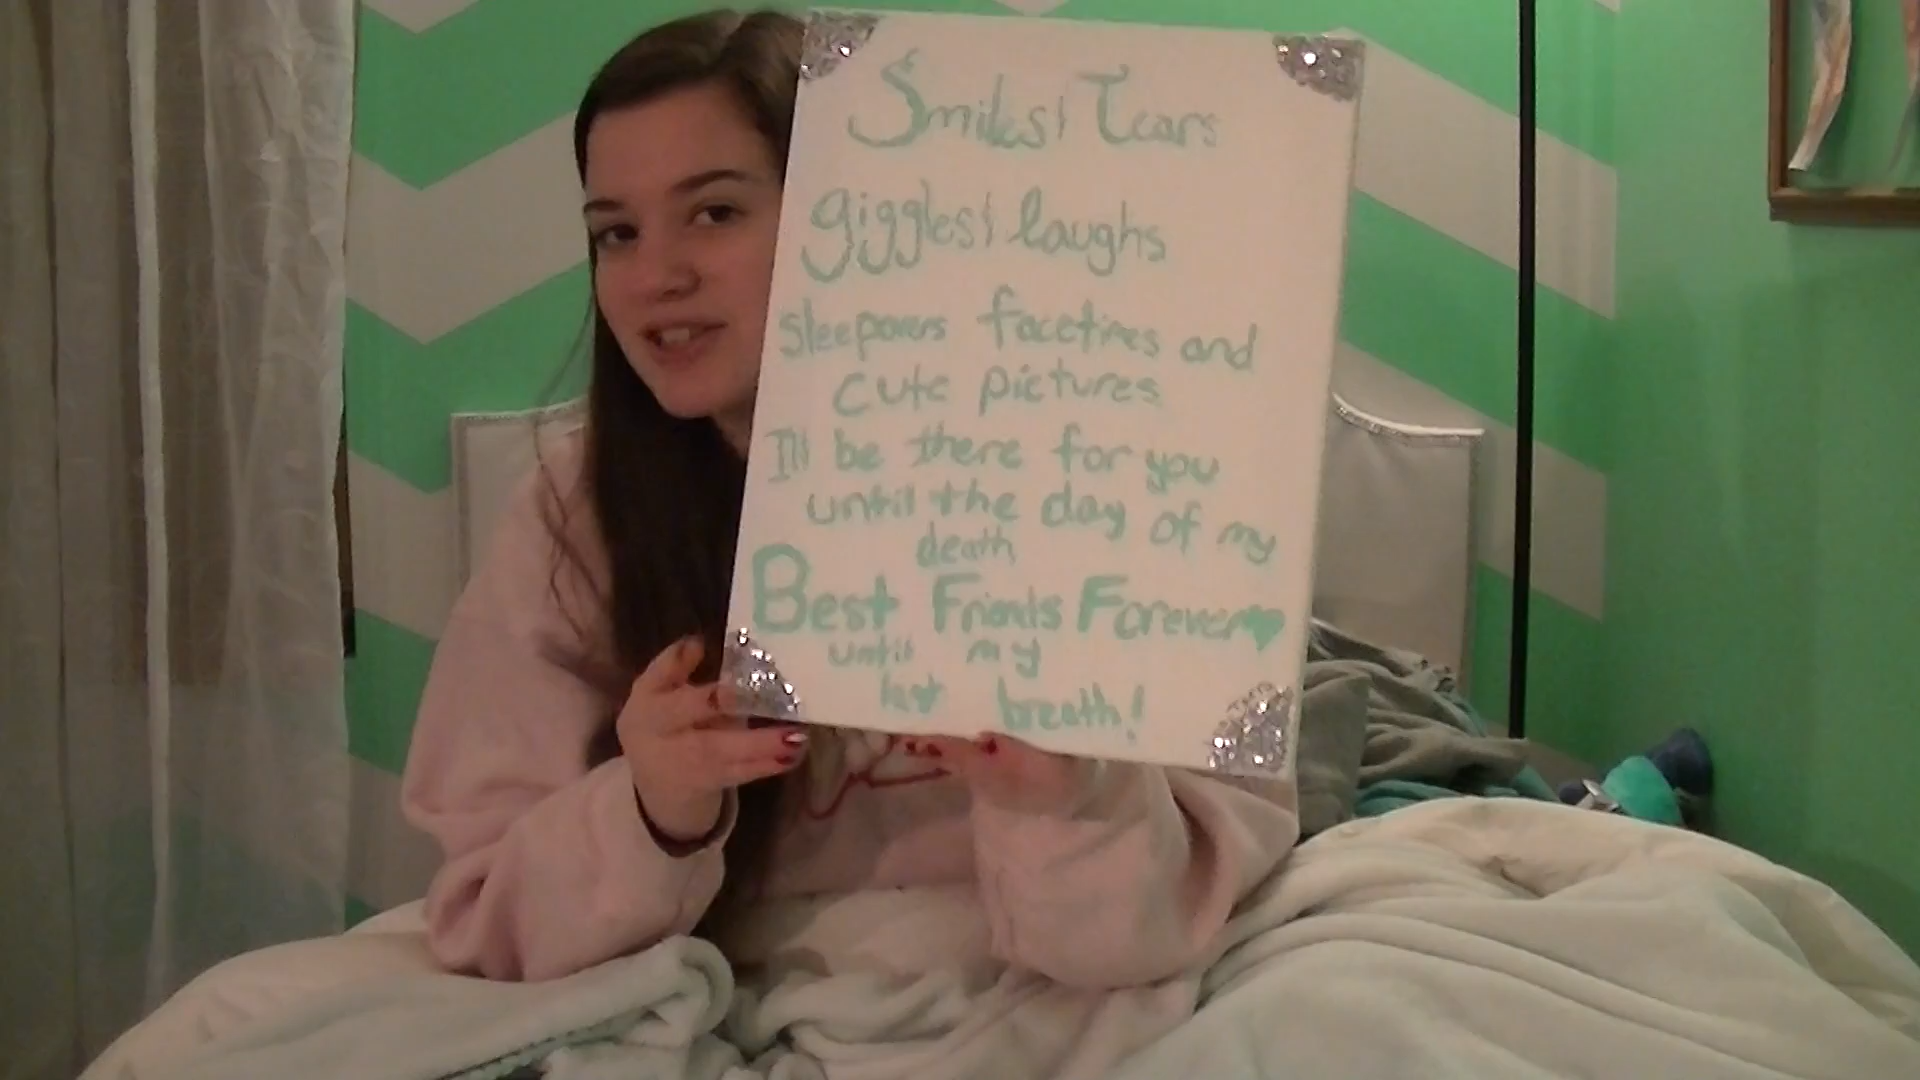 Smiles & Tears
giggles & laughs
Sleepovers facetimes and
cute pictures
I'll be there for you
until the day of my
death
Best Friends Forever♥
until my
last breath!